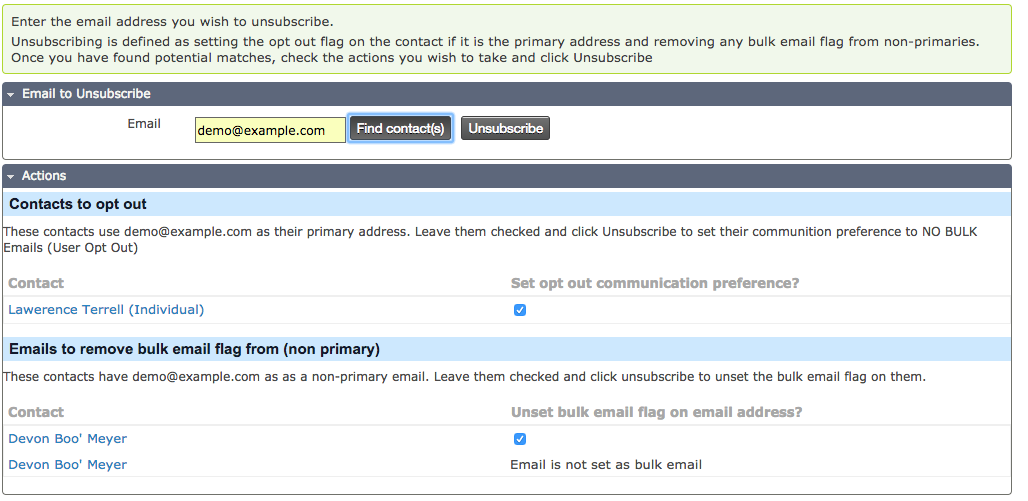 Enter the email address you wish to unsubscribe.
Unsubscribing is defined as setting the opt out flag on the contact if it is the primary address and removing any bulk email flag from non-primaries.
Once you have found potential matches, check the actions you wish to take and click Unsubscribe
Email to Unsubscribe
Email demo@example.com Find contact(s) Unsubscribe
Actions
Contacts to opt out
These contacts use demo@example.com as their primary address. Leave them checked and click Unsubscribe to set their communition preference to NO BULK
Emails (User Opt Out)
Contact Set opt out communication preference?
Lawerence Terrell (Individual)
Emails to remove bulk email flag from (non primary)
These contacts have demo@example.com as as a non-primary email. Leave them checked and click unsubscribe to unset the bulk email flag on them.
Contact Unset bulk email flag on email address?
Devon Boo' Meyer
Devon Boo' Meyer Email is not set as bulk email